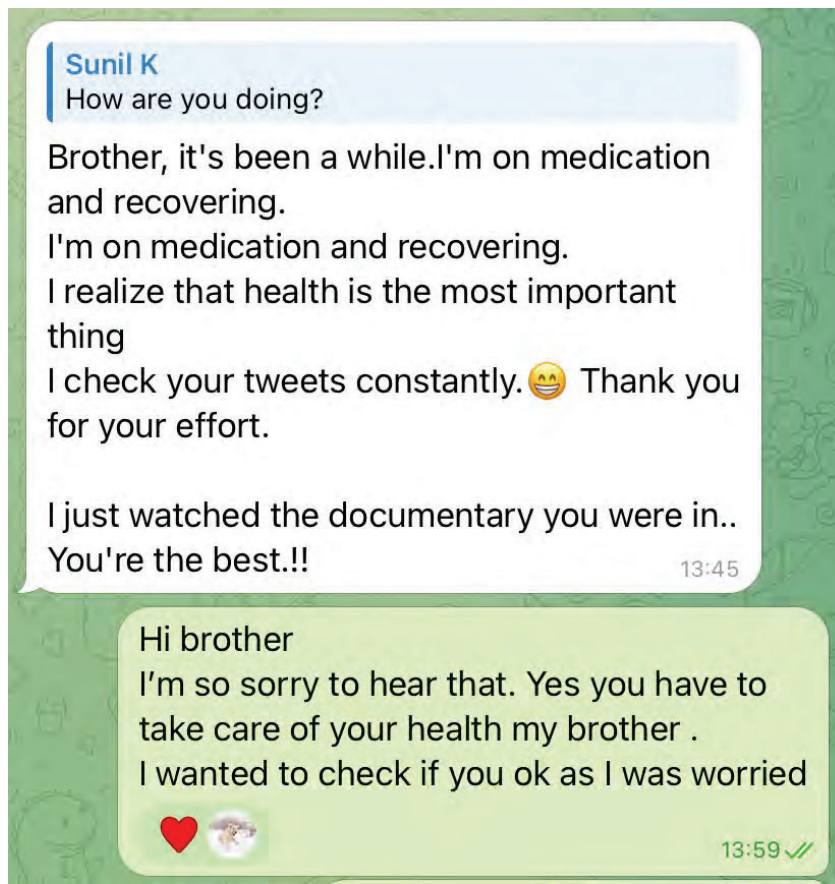 Sunil K
How are you doing?
Brother, it's been a while.I'm on medication
and recovering.
I'm on medication and recovering.
I realize that health is the most important
thing
I check your tweets constantly.😁 Thank you
for your effort.
I just watched the documentary you were in..
You're the best.!!
13:45
Hi brother
I'm so sorry to hear that. Yes you have to
take care of your health my brother .
I wanted to check if you ok as I was worried
❤️
13:59